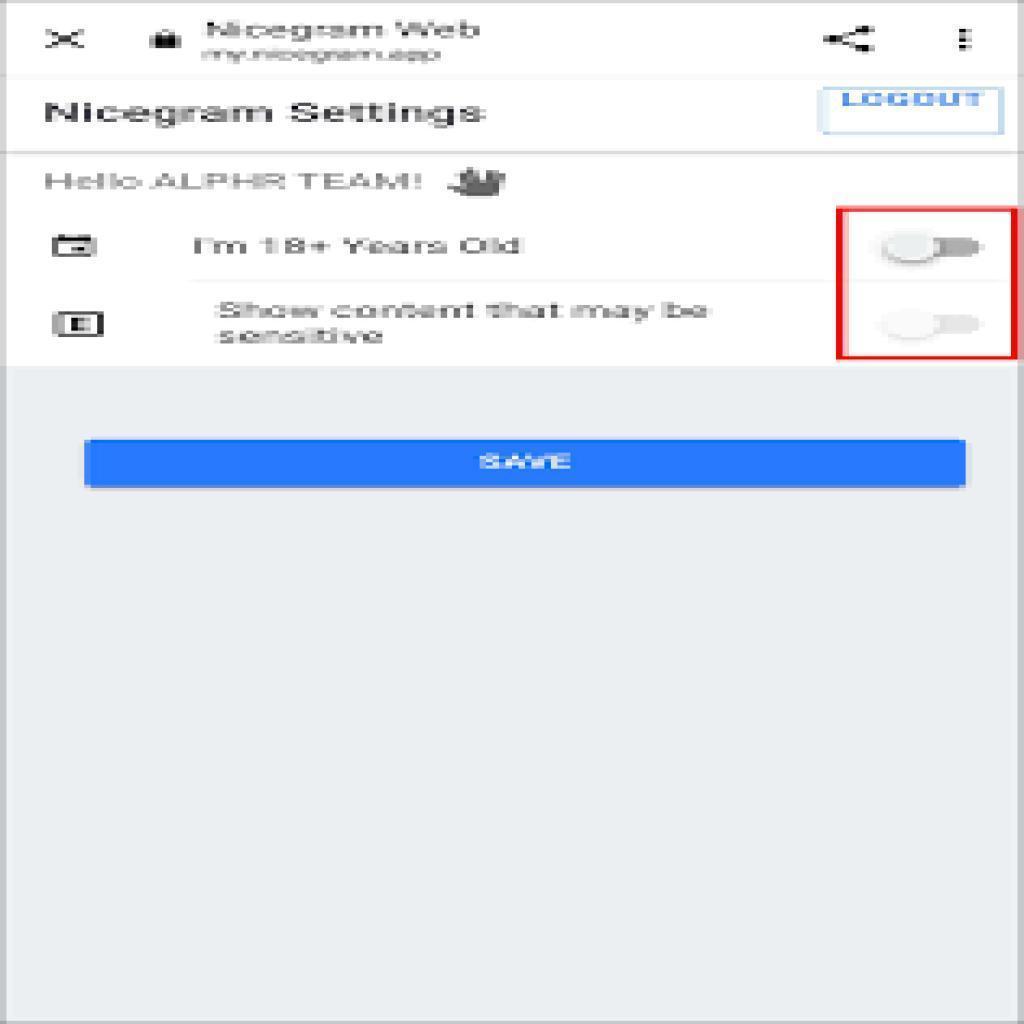 Nicegram Web
my.nicegram.app
Nicegram Settings
LOGOUT
Hello ALPHR TEAM!
I'm 18+ Years Old
E
Show content that may be
sensitive
SAVE